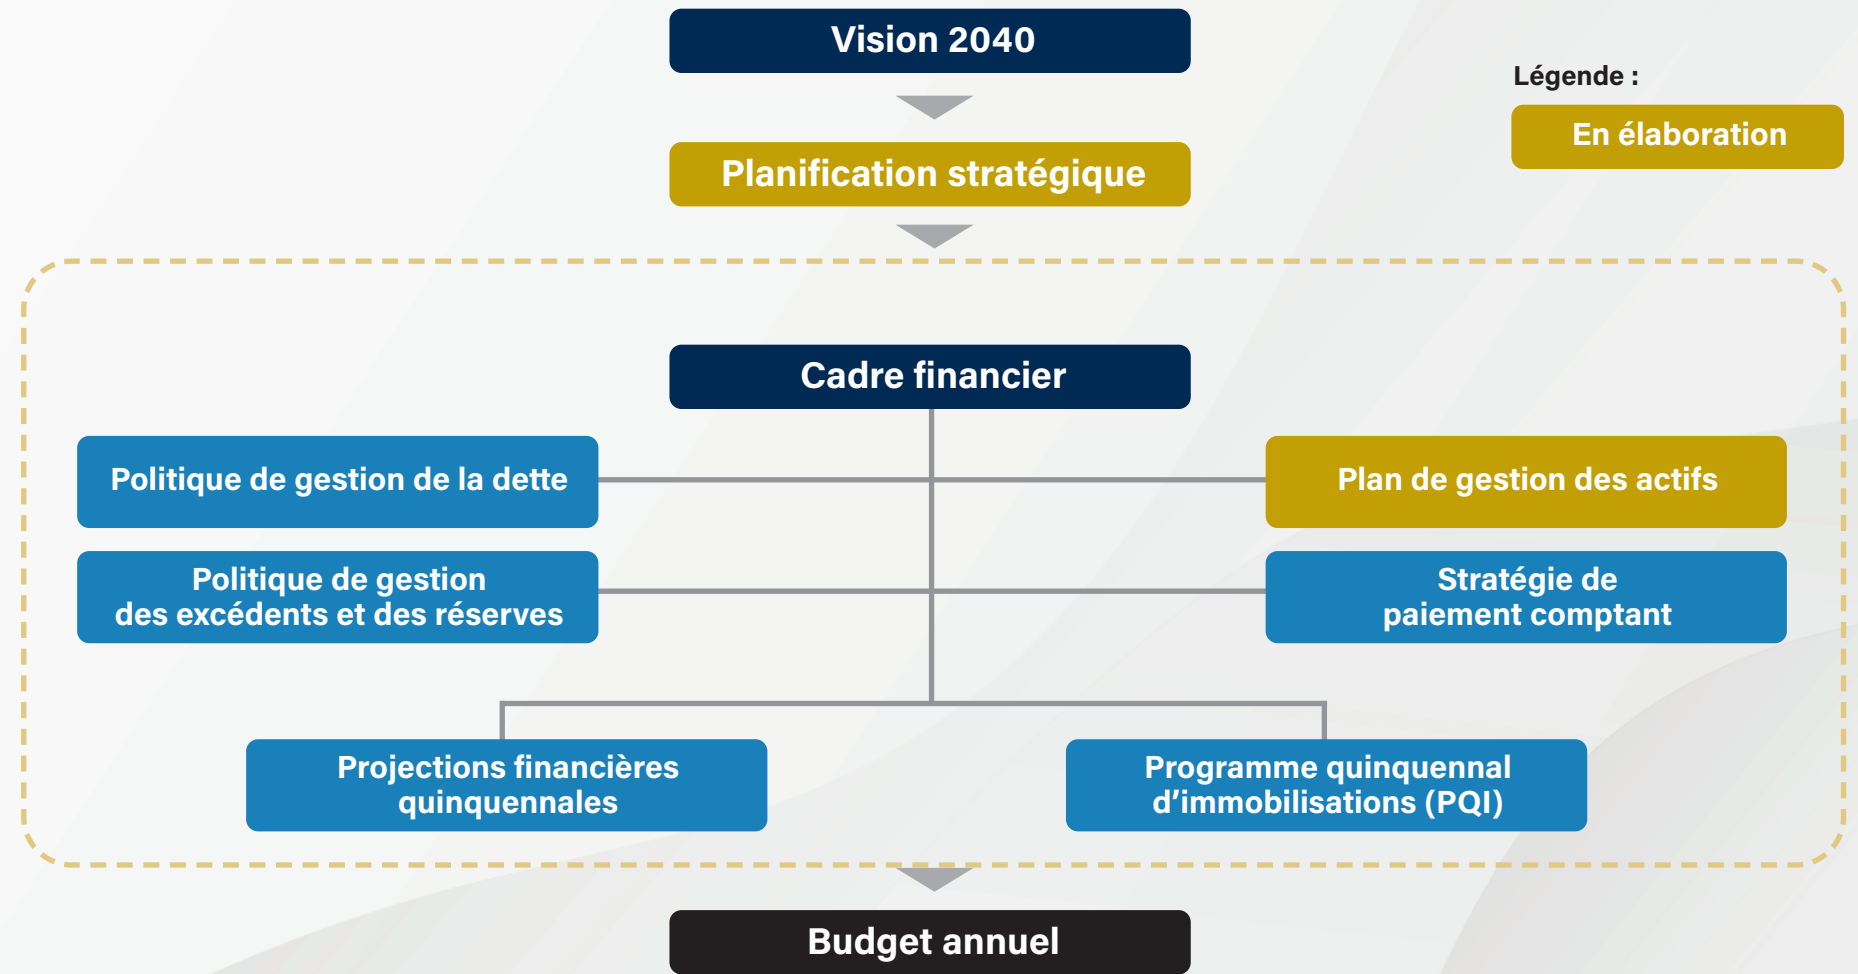 Vision 2040
Légende :
En élaboration
Planification stratégique
Cadre financier
Politique de gestion de la dette
Plan de gestion des actifs
Politique de gestion
des excédents et des réserves
Stratégie de
paiement comptant
Projections financières
quinquennales
Programme quinquennal
d’immobilisations (PQI)
Budget annuel